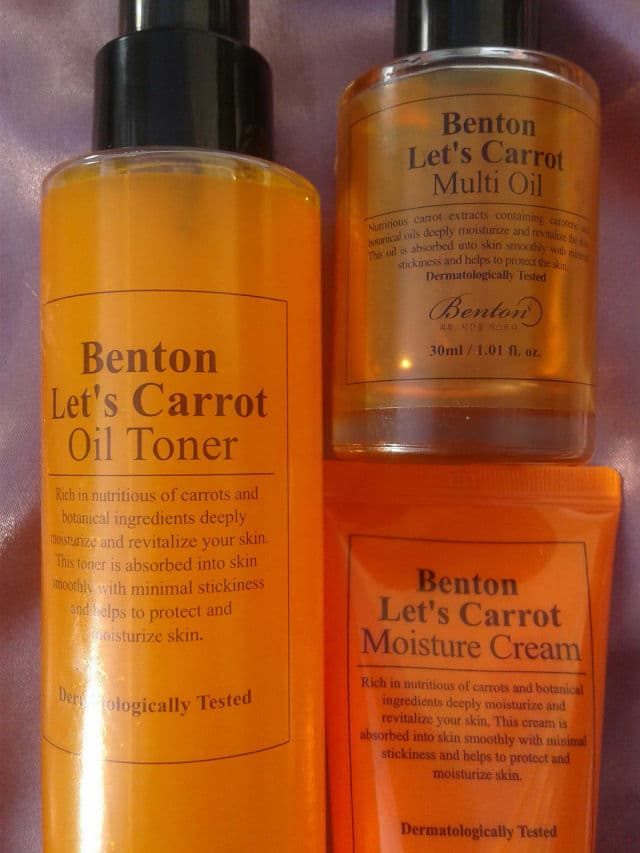 Benton
Let's Carrot
Oil Toner
Rich in nutritious of carrots and
botanical ingredients deeply
moisturize and revitalize your skin.
This toner is absorbed into skin
smoothly with minimal stickiness
and helps to protect and
moisturize skin.
Dermatologically Tested
Benton
Let's Carrot
Multi Oil
Nutritious carrot extracts containing carotene and
botanical oils deeply moisturize and revitalize the skin.
This oil is absorbed into skin smoothly with minimal
stickiness and helps to protect the skin.
Dermatologically Tested
Benton
30ml / 1.01 fl. oz.
Benton
Let's Carrot
Moisture Cream
Rich in nutritious of carrots and botanical
ingredients deeply moisturize and
revitalize your skin. This cream is
absorbed into skin smoothly with minimal
stickiness and helps to protect and
moisturize skin.
Dermatologically Tested